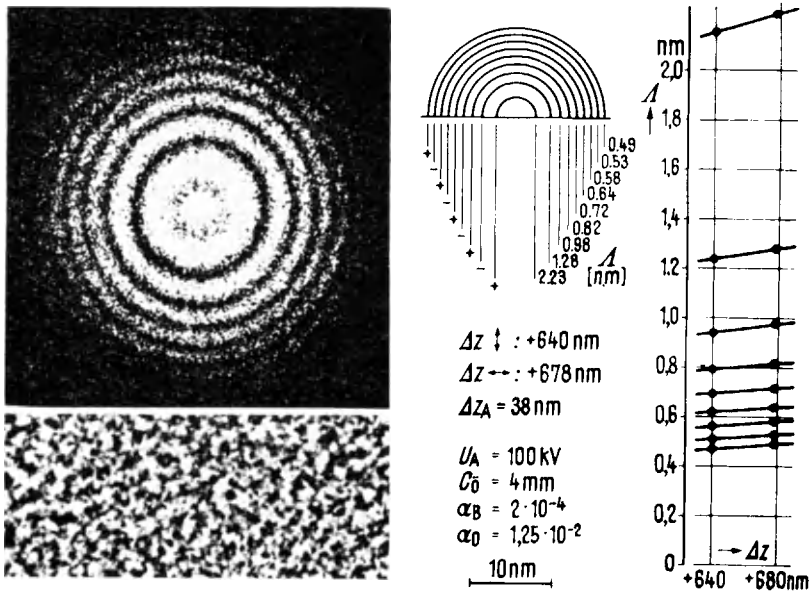 +
-
+
-
+
-
+
-
+
0.49
0.53
0.58
0.64
0.72
0.82
0.98
1.28
2.23
Λ
[nm]
Δz ↕ : +640 nm
Δz ↔ : +678 nm
Δz_A = 38 nm
U_A = 100 kV
C_ö = 4 mm
α_B = 2 · 10⁻⁴
α_0 = 1,25 · 10⁻²
10 nm
nm
2,0
Λ
1,8
1,6
1,4
1,2
1,0
0,8
0,6
0,4
0,2
0
→ Δz
+640
+680nm